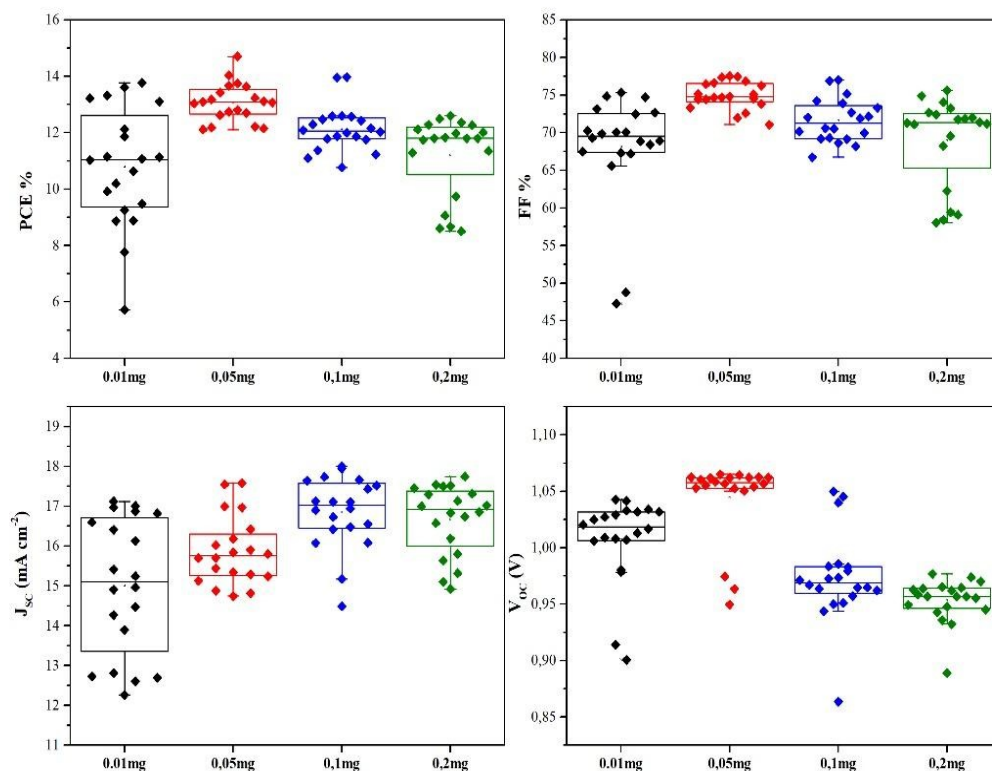 16
14
12
10
8
6
4
PCE %
0.01mg
0,05mg
0,1mg
0,2mg
85
80
75
70
65
60
55
50
45
40
FF %
0.01mg
0,05mg
0,1mg
0,2mg
19
18
17
16
15
14
13
12
11
JSC (mA cm-2)
0.01mg
0,05mg
0,1mg
0,2mg
1,10
1,05
1,00
0,95
0,90
0,85
VOC (V)
0.01mg
0,05mg
0,1mg
0,2mg